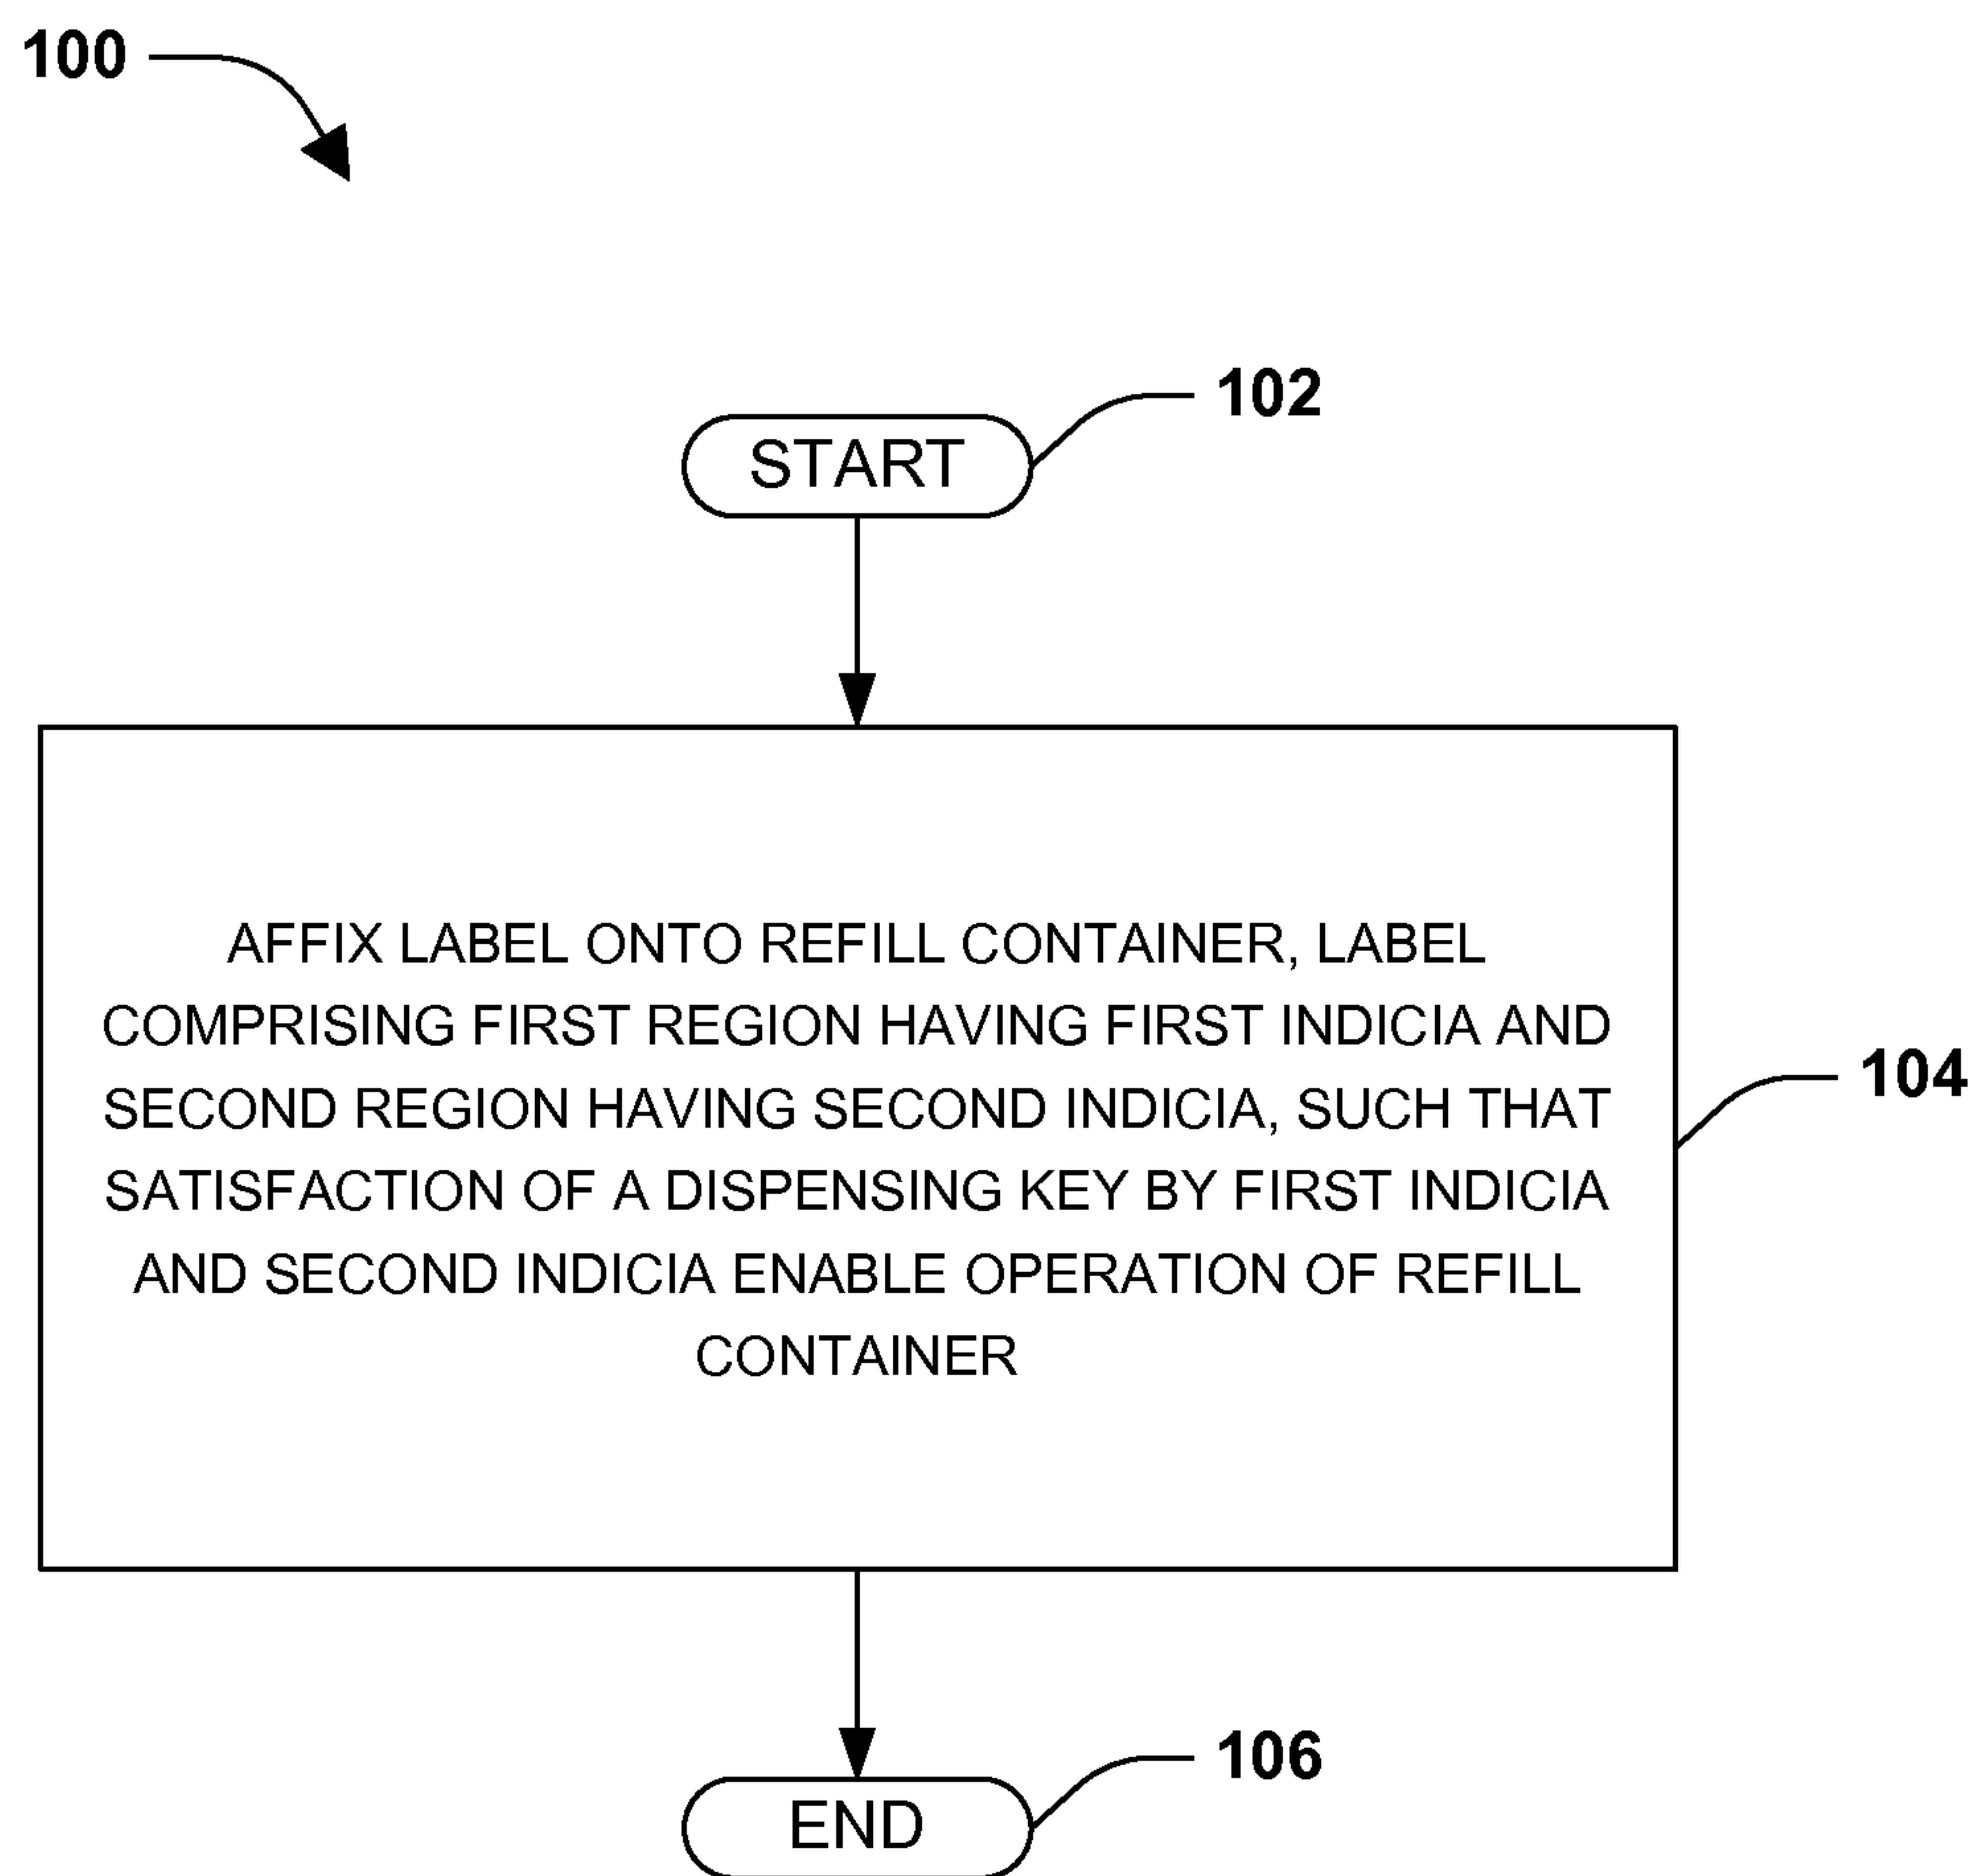 100
102
START
AFFIX LABEL ONTO REFILL CONTAINER, LABEL
COMPRISING FIRST REGION HAVING FIRST INDICIA AND
SECOND REGION HAVING SECOND INDICIA, SUCH THAT
SATISFACTION OF A DISPENSING KEY BY FIRST INDICIA
AND SECOND INDICIA ENABLE OPERATION OF REFILL
CONTAINER
104
106
END